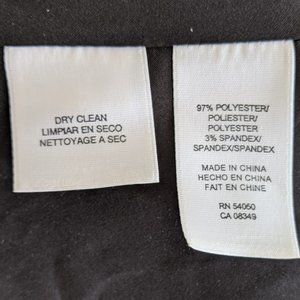 DRY CLEAN
LIMPIAR EN SECO
NETTOYAGE A SEC
97% POLYESTER/
POLIESTER/
POLYESTER
3% SPANDEX/
SPANDEX/SPANDEX
MADE IN CHINA
HECHO EN CHINA
FAIT EN CHINE
RN 54050
CA 08349